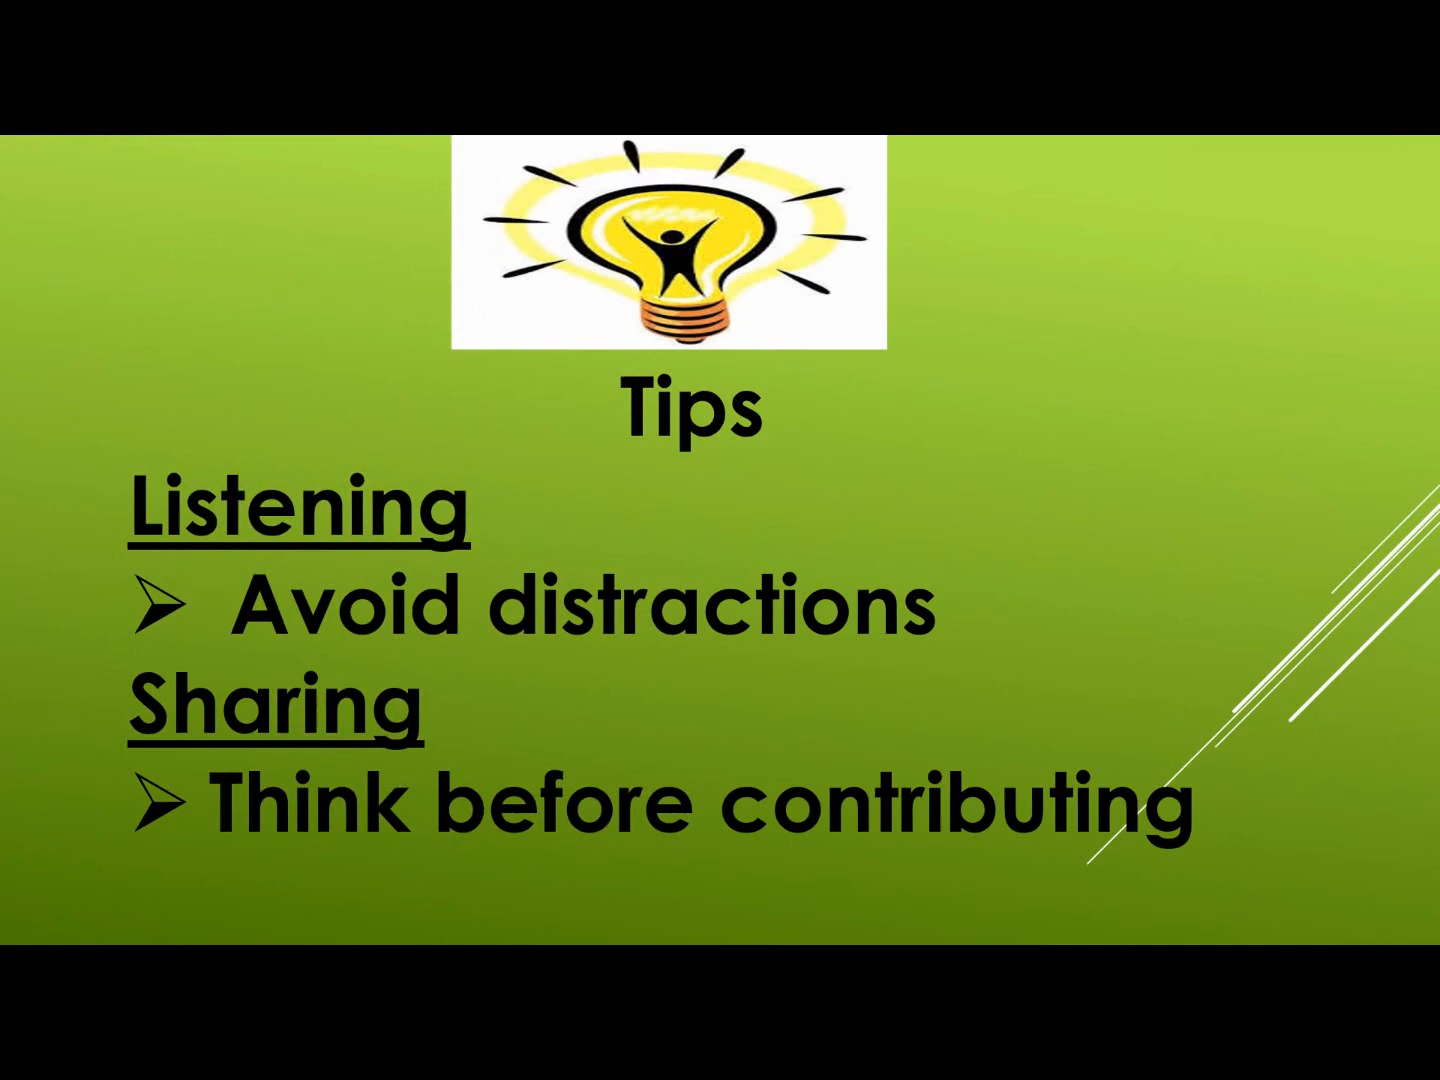 Tips
Listening
➢ Avoid distractions
Sharing
➢ Think before contributing